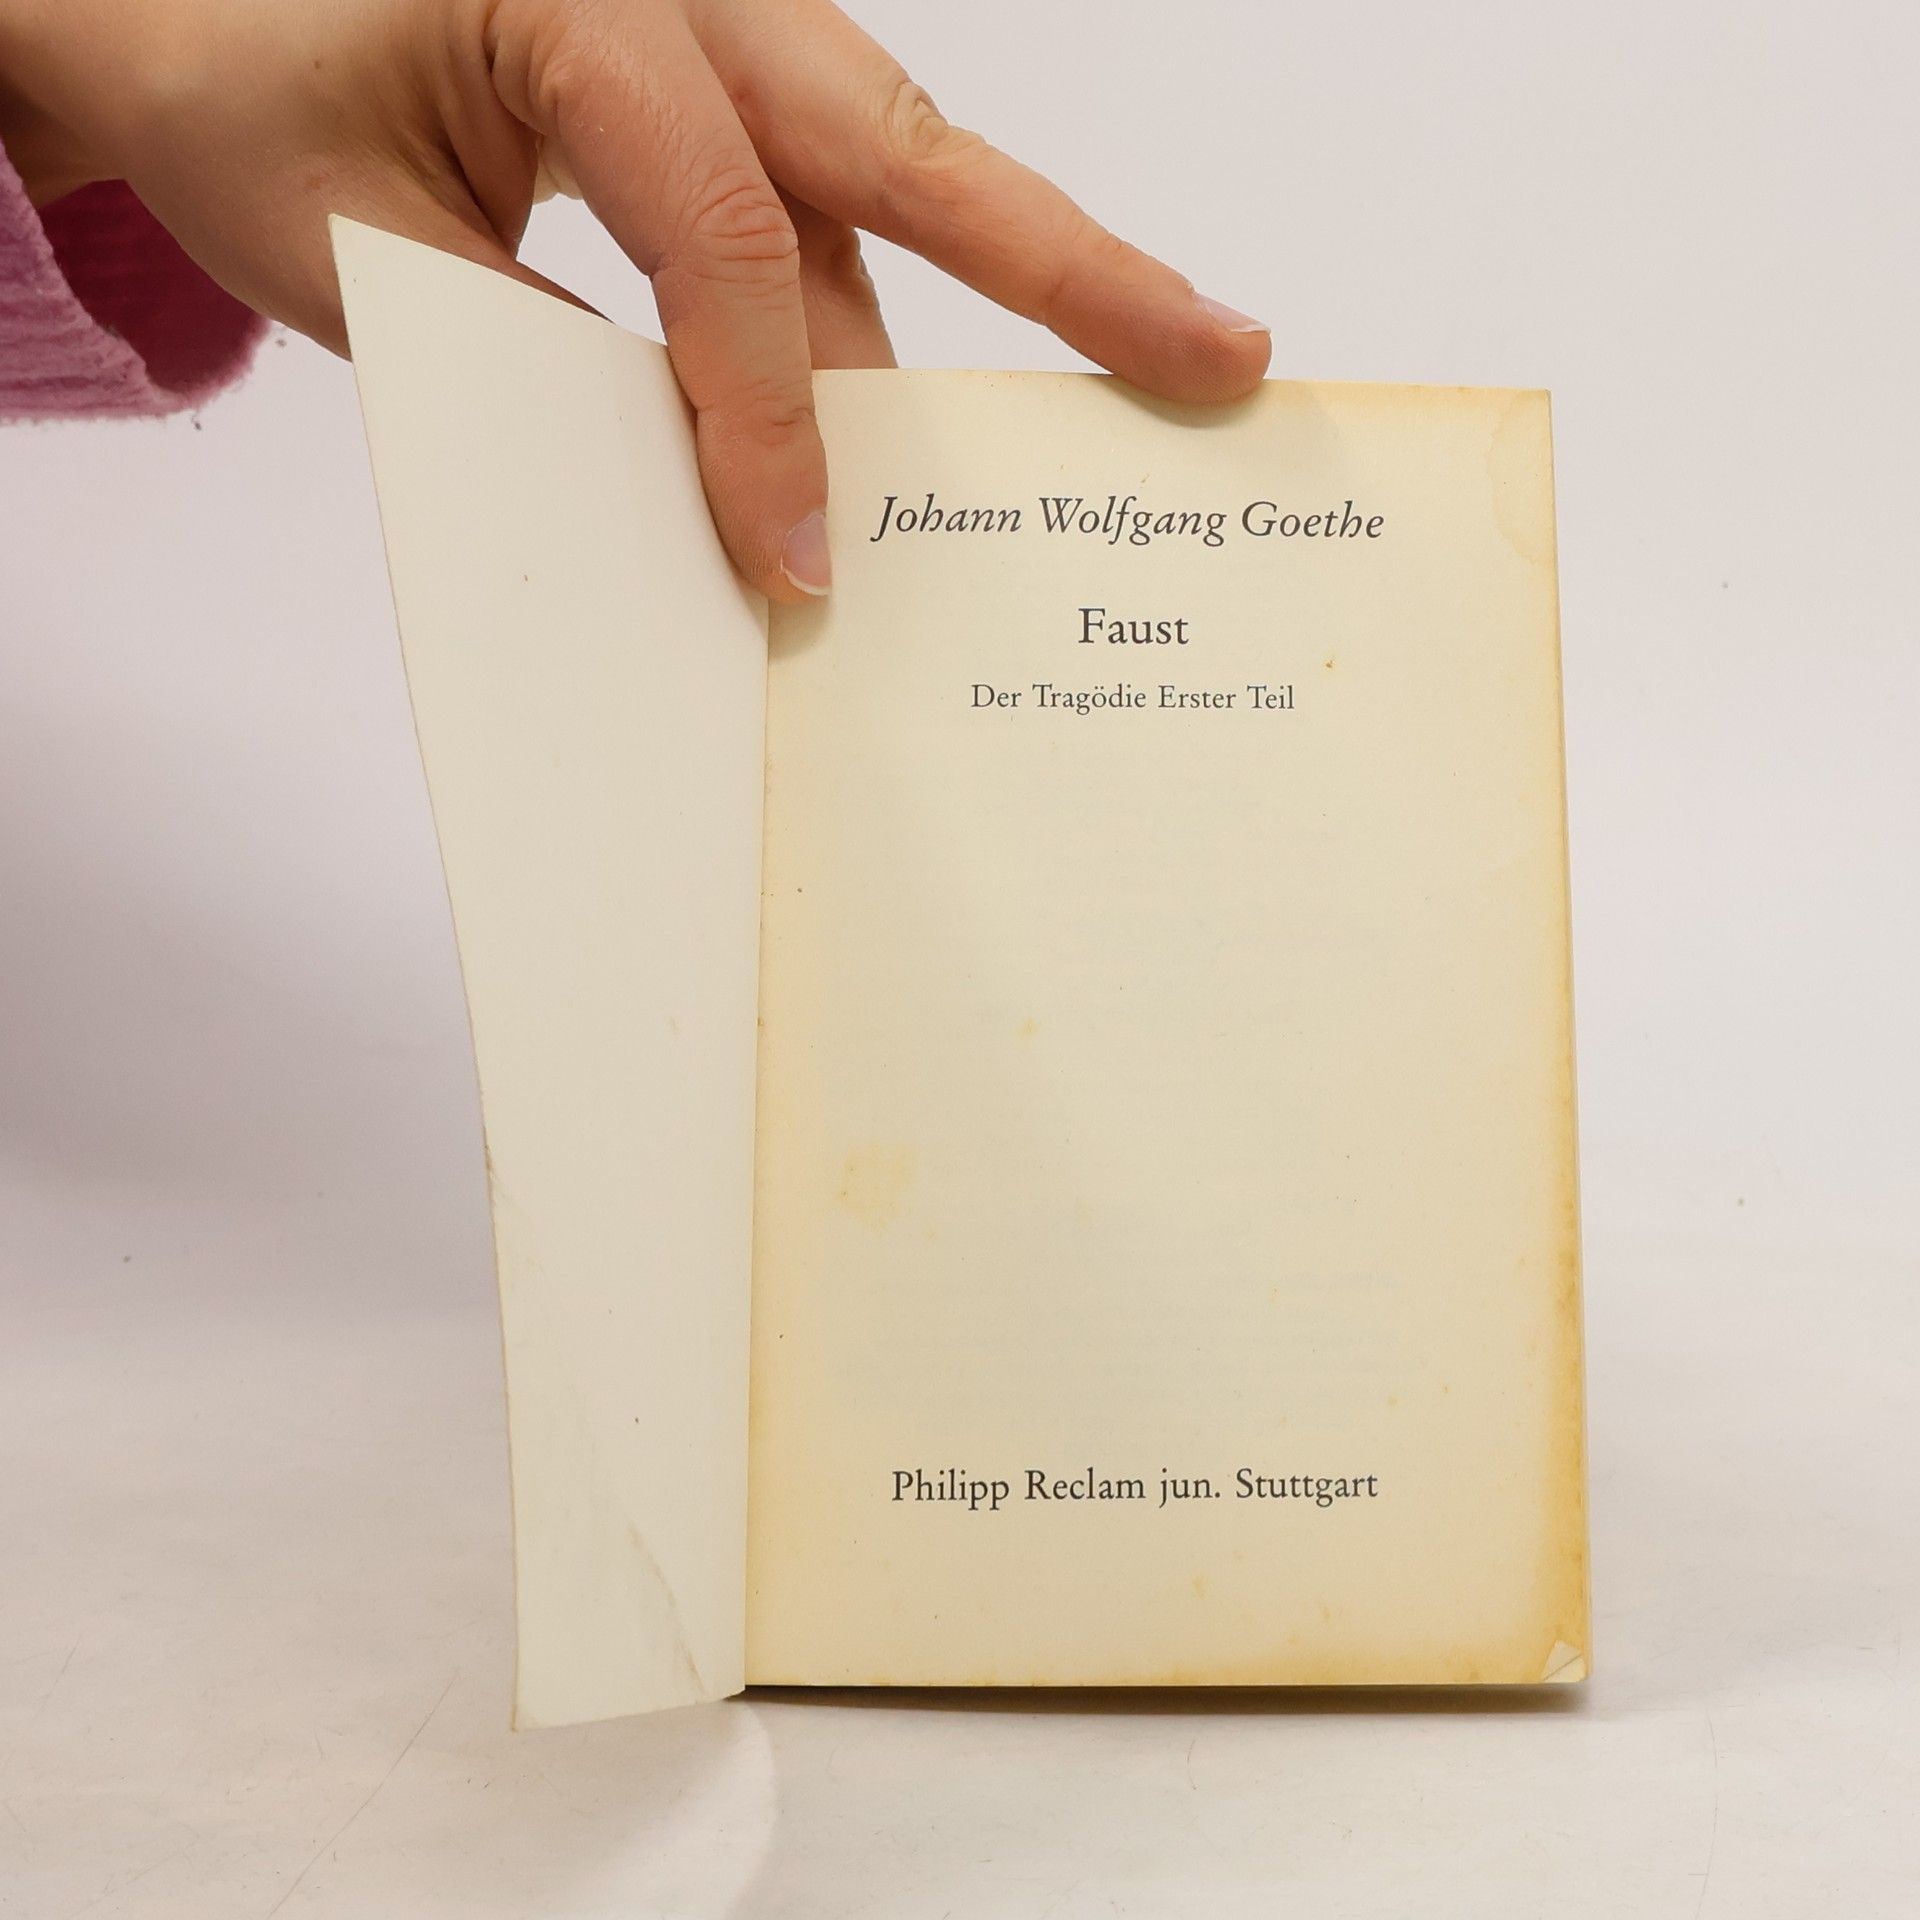 Johann Wolfgang Goethe
Faust
Der Tragödie Erster Teil
Philipp Reclam jun. Stuttgart